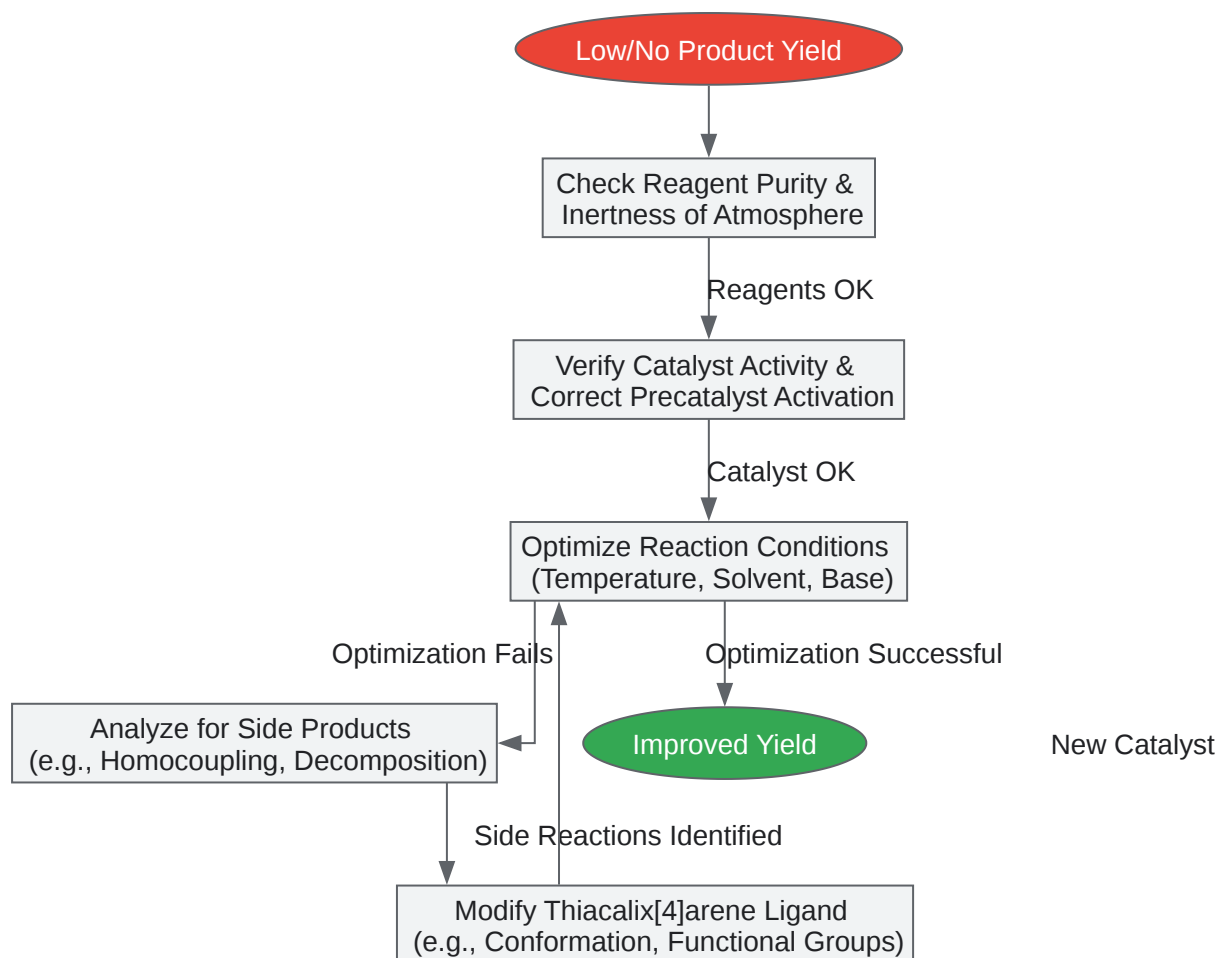 Low/No Product Yield
Check Reagent Purity &
Inertness of Atmosphere
Reagents OK
Verify Catalyst Activity &
Correct Precatalyst Activation
Catalyst OK
Optimize Reaction Conditions
(Temperature, Solvent, Base)
Optimization Fails
Optimization Successful
Analyze for Side Products
(e.g., Homocoupling, Decomposition)
Improved Yield
New Catalyst
Side Reactions Identified
Modify Thiacalix[4]arene Ligand
(e.g., Conformation, Functional Groups)